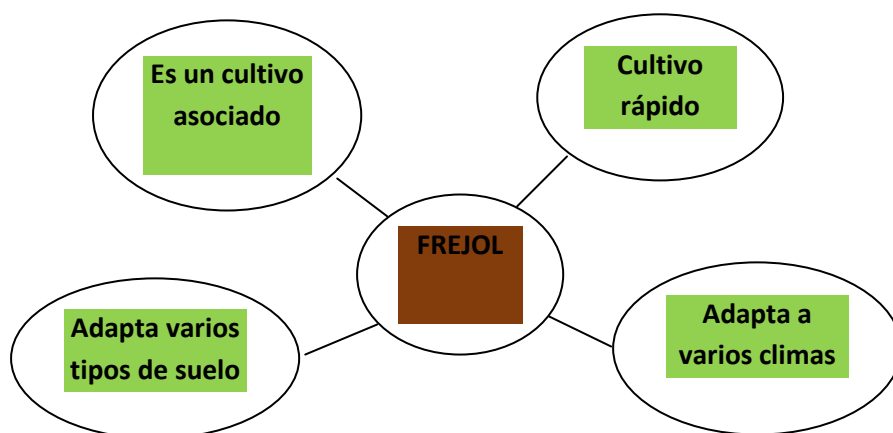 Es un cultivo
asociado
Cultivo
rápido
FREJOL
Adapta varios
tipos de suelo
Adapta a
varios climas